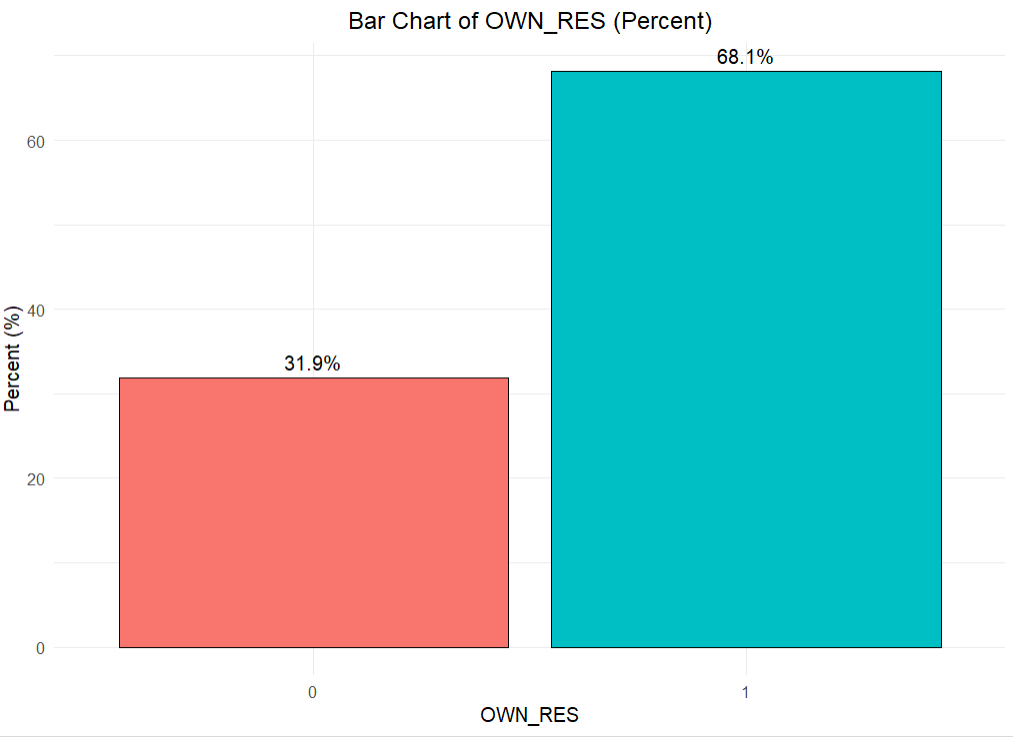 Bar Chart of OWN_RES (Percent)
68.1%
60
Percent (%)
40
31.9%
20
0
0 1
OWN_RES